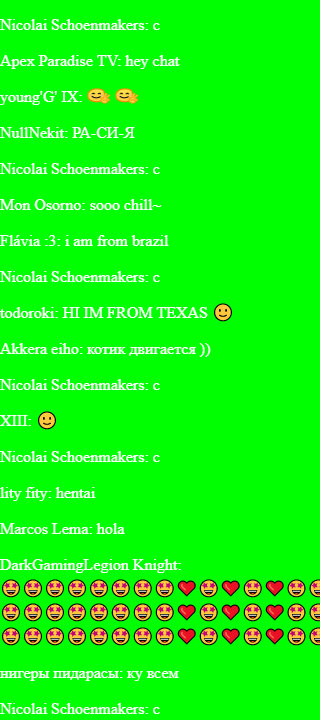 Nicolai Schoenmakers: c
Apex Paradise TV: hey chat
young'G' IX: 🤗 🤗
NullNekit: РА-СИ-Я
Nicolai Schoenmakers: c
Mon Osorno: sooo chill~
Flávia :3: i am from brazil
Nicolai Schoenmakers: c
todoroki: HI IM FROM TEXAS 🙂
Akkera eiho: котик двигается ))
Nicolai Schoenmakers: c
XIII: 🙂
Nicolai Schoenmakers: c
lity fity: hentai
Marcos Lema: hola
DarkGamingLegion Knight:
🤩🤩🤩🤩🤩🤩🤩🤩❤️🤩❤️🤩❤️🤩🤩
🤩🤩🤩🤩🤩🤩🤩🤩❤️🤩❤️🤩❤️🤩🤩
🤩🤩🤩🤩🤩🤩🤩🤩❤️🤩❤️🤩❤️🤩🤩
нигеры пидарасы: ку всем
Nicolai Schoenmakers: c